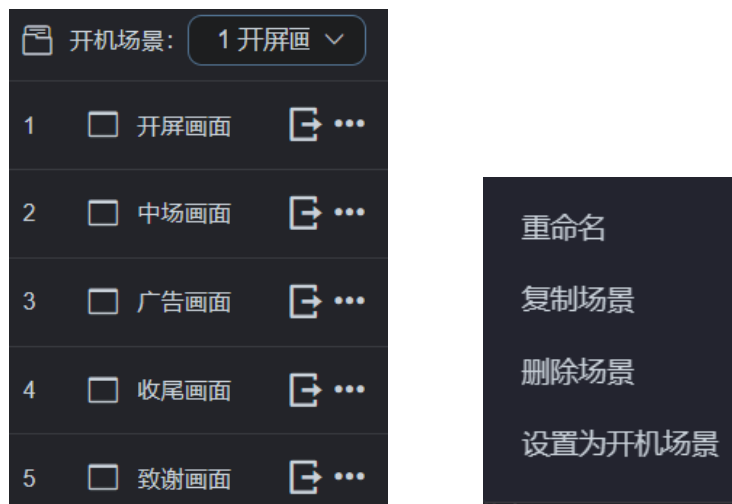 开机场景： 1 开屏画
1 开屏画面
2 中场画面
3 广告画面
4 收尾画面
5 致谢画面
重命名
复制场景
删除场景
设置为开机场景